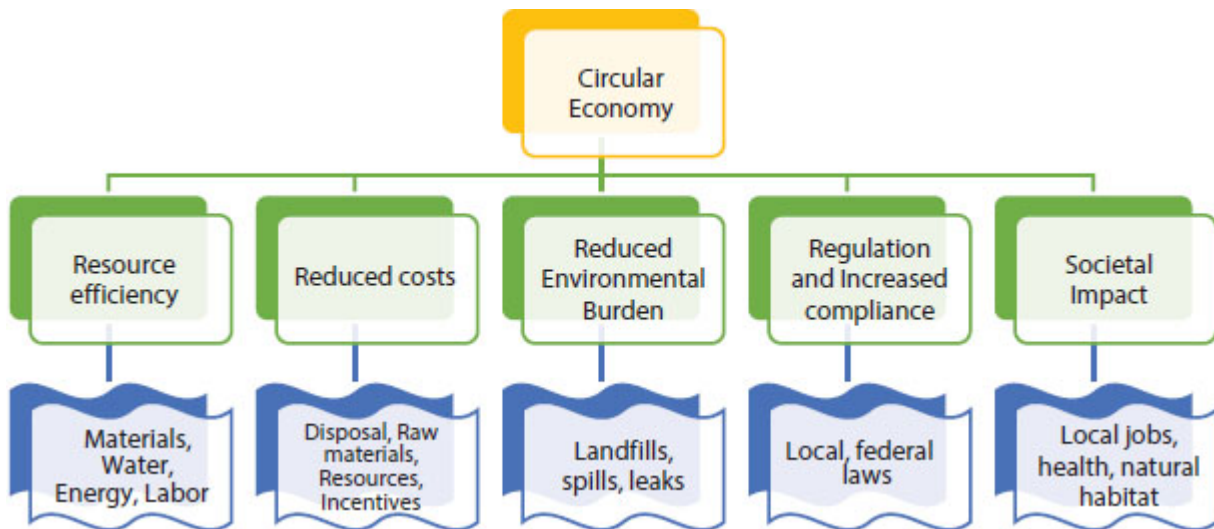 Circular
Economy
Resource
efficiency
Reduced costs
Reduced
Environmental
Burden
Regulation
and Increased
compliance
Societal
Impact
Materials,
Water,
Energy, Labor
Disposal, Raw
materials,
Resources,
Incentives
Landfills,
spills, leaks
Local, federal
laws
Local jobs,
health, natural
habitat